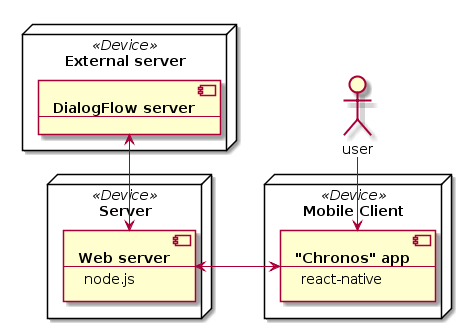 «Device»
External server
DialogFlow server
user
«Device»
Server
Web server
node.js
«Device»
Mobile Client
"Chronos" app
react-native